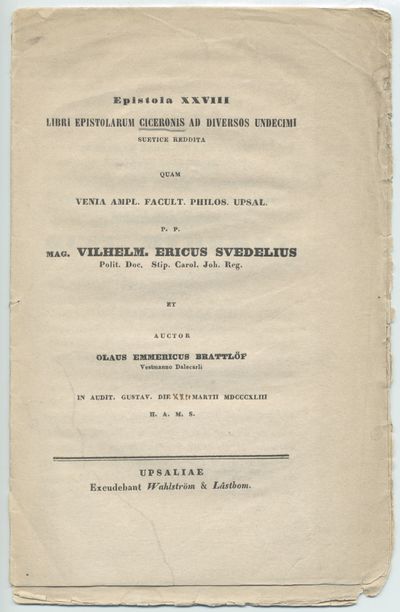 Epistola XXVIII
LIBRI EPISTOLARUM CICERONIS AD DIVERSOS UNDECIMI
SUETICE REDDITA
QUAM
VENIA AMPL. FACULT. PHILOS. UPSAL.
P. P.
MAG. VILHELM. ERICUS SVEDELIUS
Polit. Doc. Stip. Carol. Joh. Reg.
ET
AUCTOR
OLAUS EMMERICUS BRATTLÖF
Vestmanno Dalecarli
IN AUDIT. GUSTAV. DIE MARTII MDCCCXLIII
H. A. M. S.
UPSALIAE
Excudebant Wahlström & Låstbom.